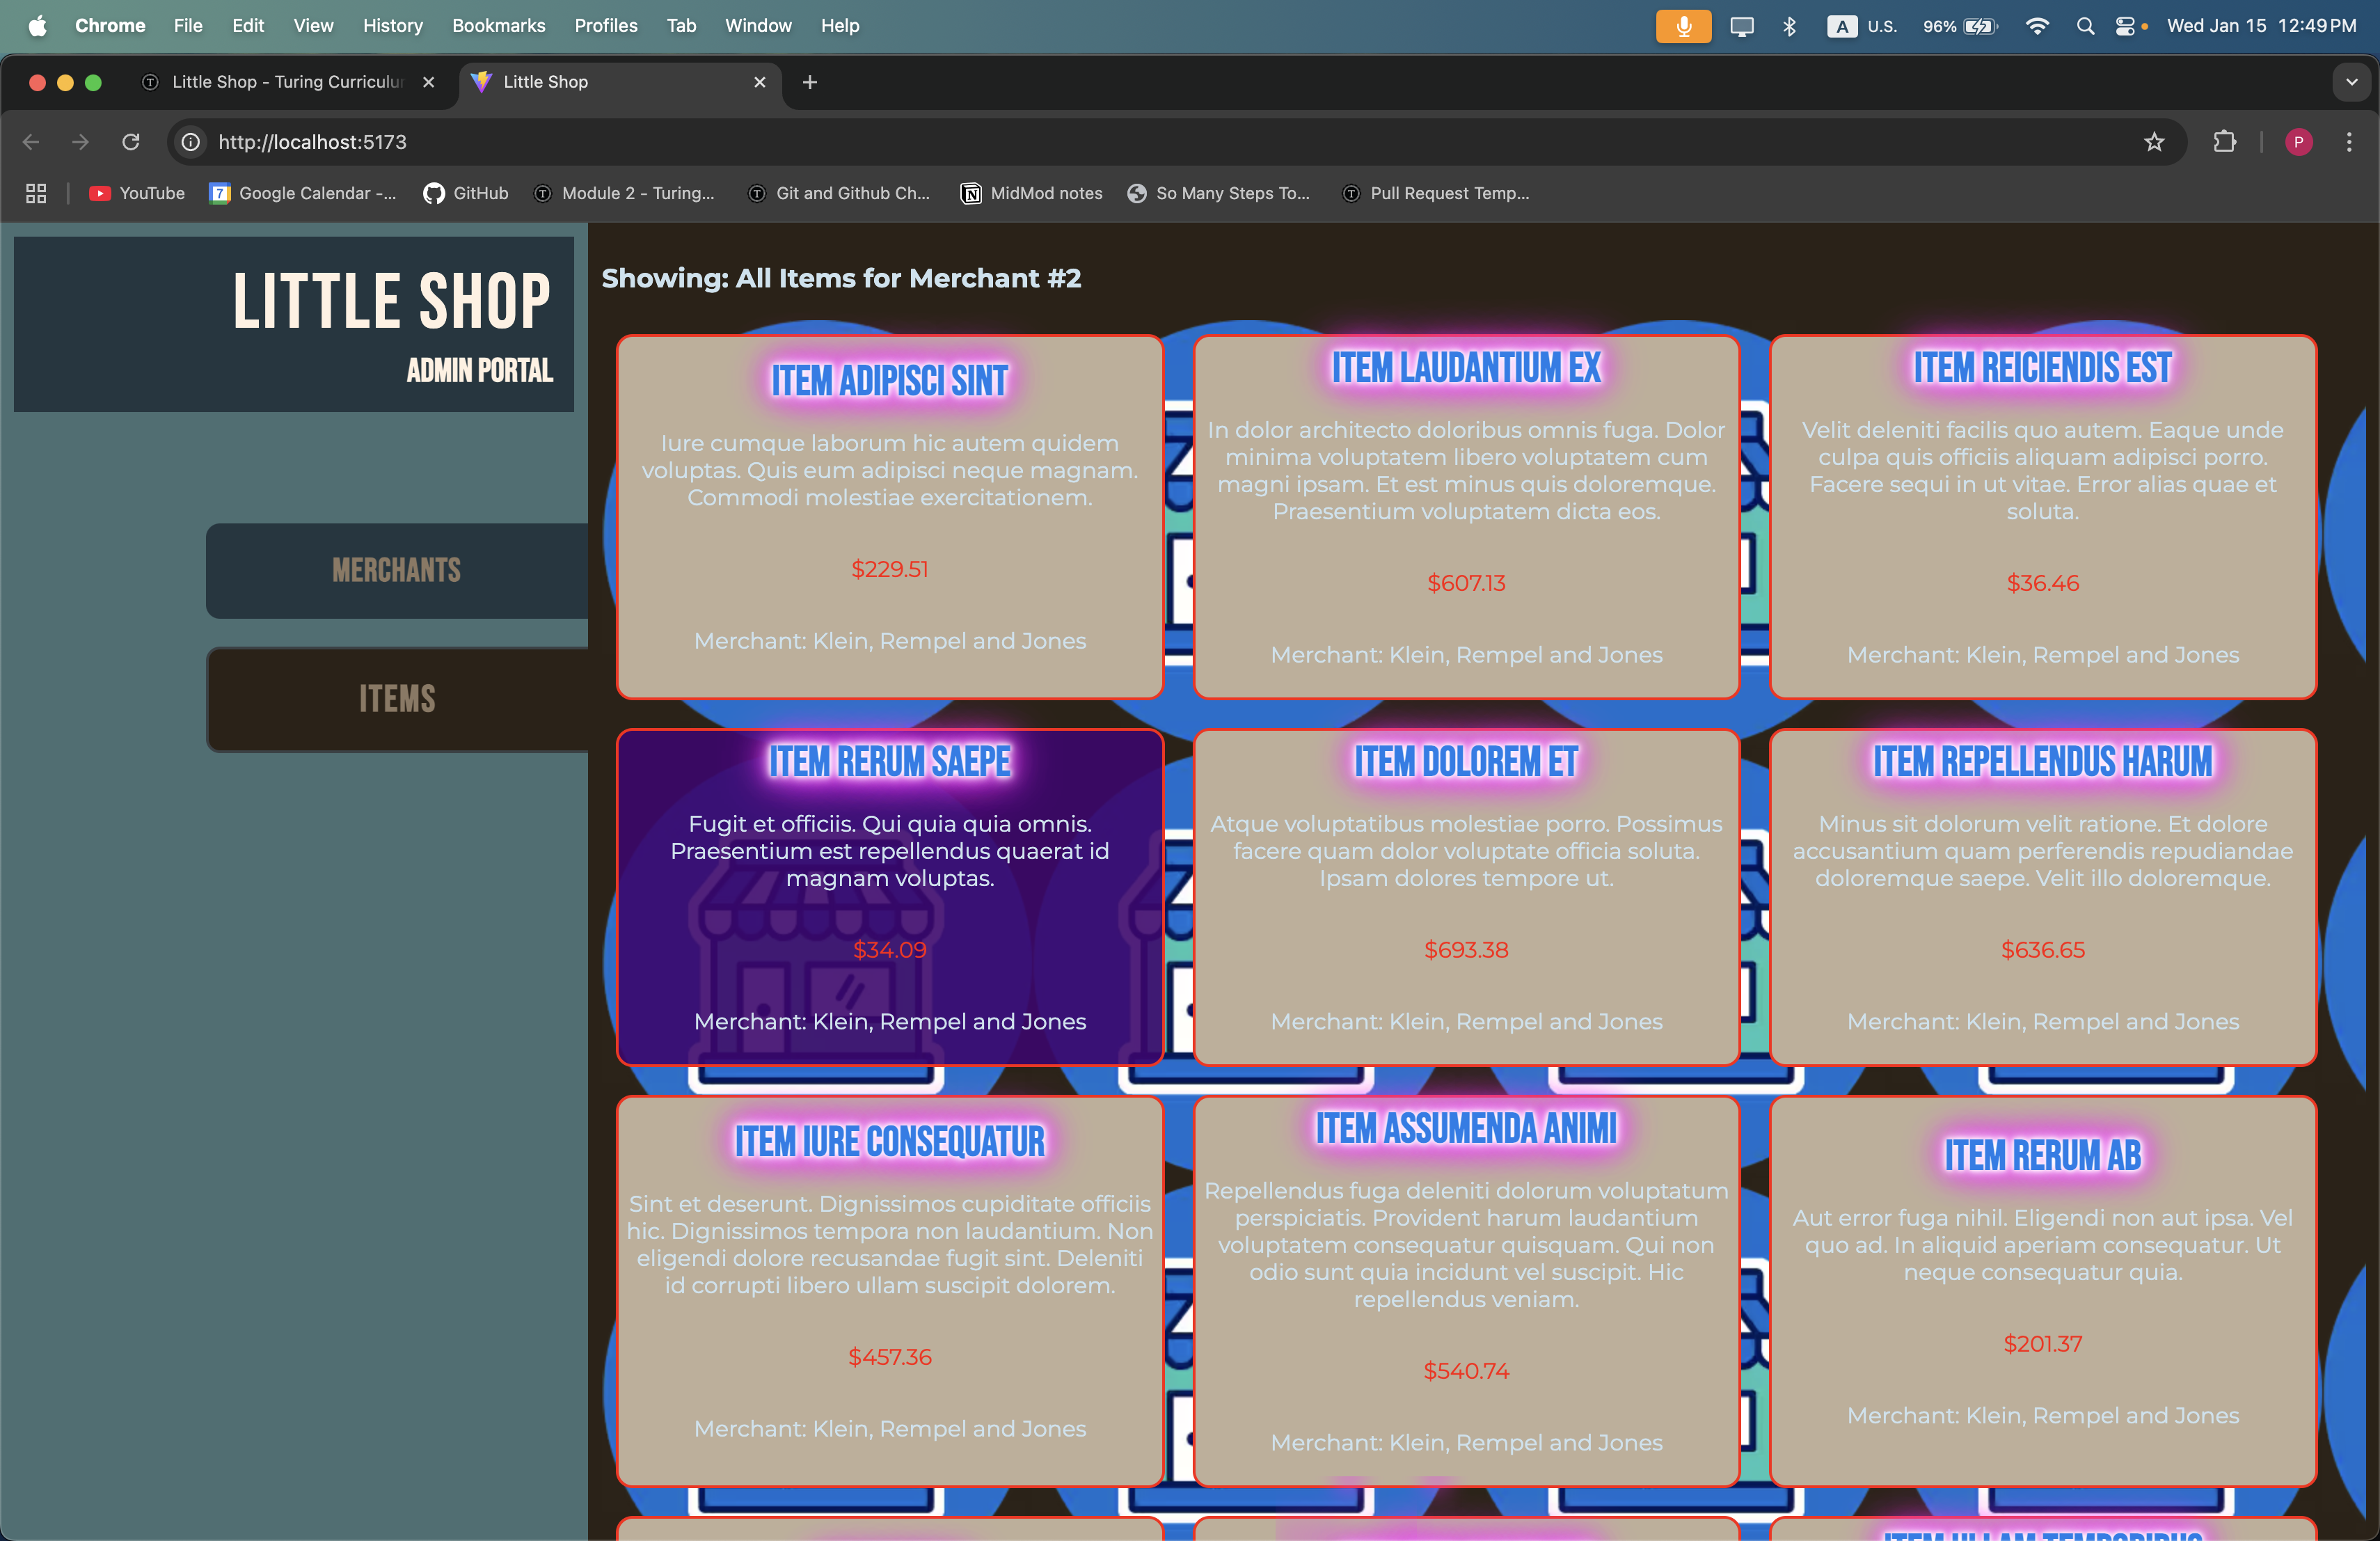 Chrome File Edit View History Bookmarks Profiles Tab Window Help A U.S. 96% Wed Jan 15 12:49 PM
Little Shop - Turing Curriculu
Little Shop
http://localhost:5173
P
YouTube
7 Google Calendar -...
GitHub
T Module 2 - Turing...
T Git and Github Ch...
N MidMod notes
So Many Steps To...
T Pull Request Temp...
LITTLE SHOP
ADMIN PORTAL
MERCHANTS
ITEMS
Showing: All Items for Merchant #2
ITEM ADIPISCI SINT
Iure cumque laborum hic autem quidem
voluptas. Quis eum adipisci neque magnam.
Commodi molestiae exercitationem.
$229.51
Merchant: Klein, Rempel and Jones
ITEM LAUDANTIUM EX
In dolor architecto doloribus omnis fuga. Dolor
minima voluptatem libero voluptatem cum
magni ipsam. Et est minus quis doloremque.
Praesentium voluptatem dicta eos.
$607.13
Merchant: Klein, Rempel and Jones
ITEM REICIENDIS EST
Velit deleniti facilis quo autem. Eaque unde
culpa quis officiis aliquam adipisci porro.
Facere sequi in ut vitae. Error alias quae et
soluta.
$36.46
Merchant: Klein, Rempel and Jones
ITEM RERUM SAEPE
Fugit et officiis. Qui quia quia omnis.
Praesentium est repellendus quaerat id
magnam voluptas.
$34.09
Merchant: Klein, Rempel and Jones
ITEM DOLOREM ET
Atque voluptatibus molestiae porro. Possimus
facere quam dolor voluptate officia soluta.
Ipsam dolores tempore ut.
$693.38
Merchant: Klein, Rempel and Jones
ITEM REPELLENDUS HARUM
Minus sit dolorum velit ratione. Et dolore
accusantium quam perferendis repudiandae
doloremque saepe. Velit illo doloremque.
$636.65
Merchant: Klein, Rempel and Jones
ITEM IURE CONSEQUATUR
Sint et deserunt. Dignissimos cupiditate officiis
hic. Dignissimos tempora non laudantium. Non
eligendi dolore recusandae fugit sint. Deleniti
id corrupti libero ullam suscipit dolorem.
$457.36
Merchant: Klein, Rempel and Jones
ITEM ASSUMENDA ANIMI
Repellendus fuga deleniti dolorum voluptatum
perspiciatis. Provident harum laudantium
voluptatem consequatur quisquam. Qui non
odio sunt quia incidunt vel suscipit. Hic
repellendus veniam.
$540.74
Merchant: Klein, Rempel and Jones
ITEM RERUM AB
Aut error fuga nihil. Eligendi non aut ipsa. Vel
quo ad. In aliquid aperiam consequatur. Ut
neque consequatur quia.
$201.37
Merchant: Klein, Rempel and Jones
ITEM ULLAM TEMPORIBUS